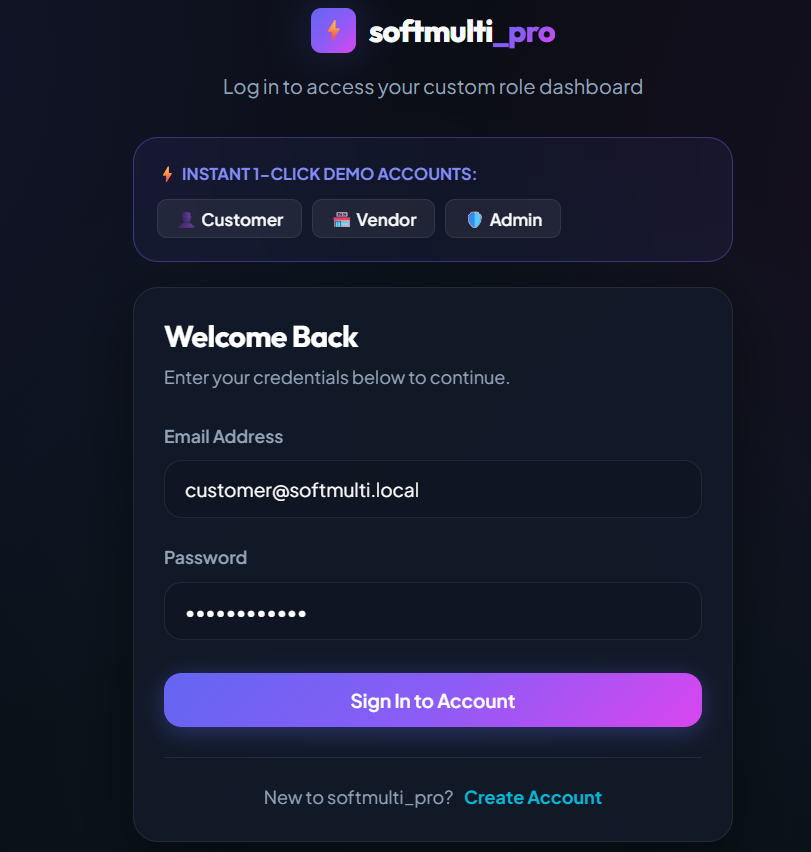 softmulti_pro
Log in to access your custom role dashboard
INSTANT 1-CLICK DEMO ACCOUNTS:
Customer
Vendor
Admin
Welcome Back
Enter your credentials below to continue.
Email Address
customer@softmulti.local
Password
••••••••••••
Sign In to Account
New to softmulti_pro? Create Account